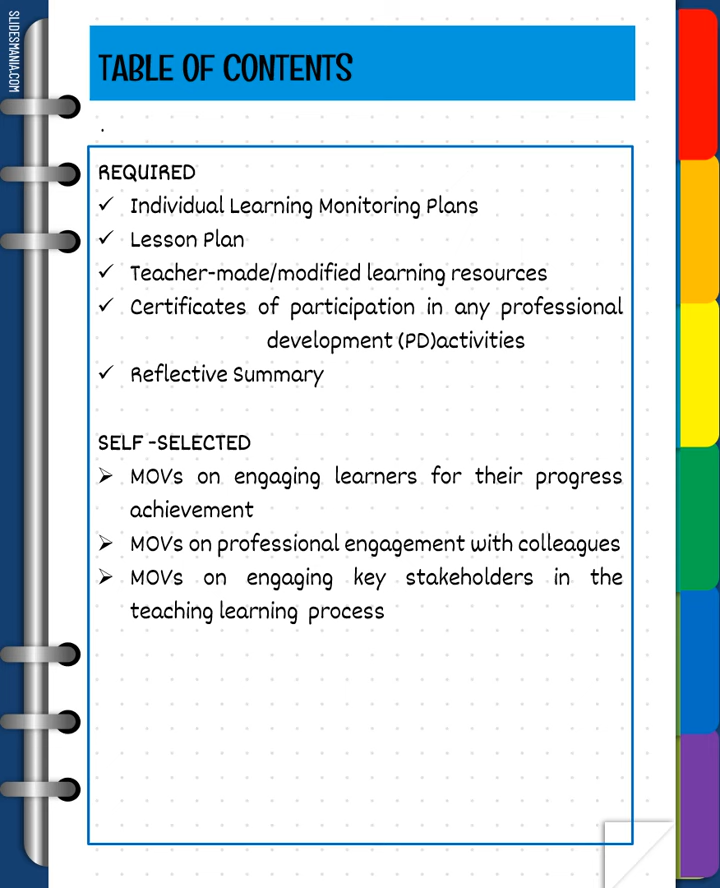 SLIDESMANIA.COM
TABLE OF CONTENTS
.
REQUIRED
✓ Individual Learning Monitoring Plans
✓ Lesson Plan
✓ Teacher-made/modified learning resources
✓ Certificates of participation in any professional
development (PD)activities
✓ Reflective Summary
SELF -SELECTED
➢ MOVs on engaging learners for their progress
achievement
➢ MOVs on professional engagement with colleagues
➢ MOVs on engaging key stakeholders in the
teaching learning process